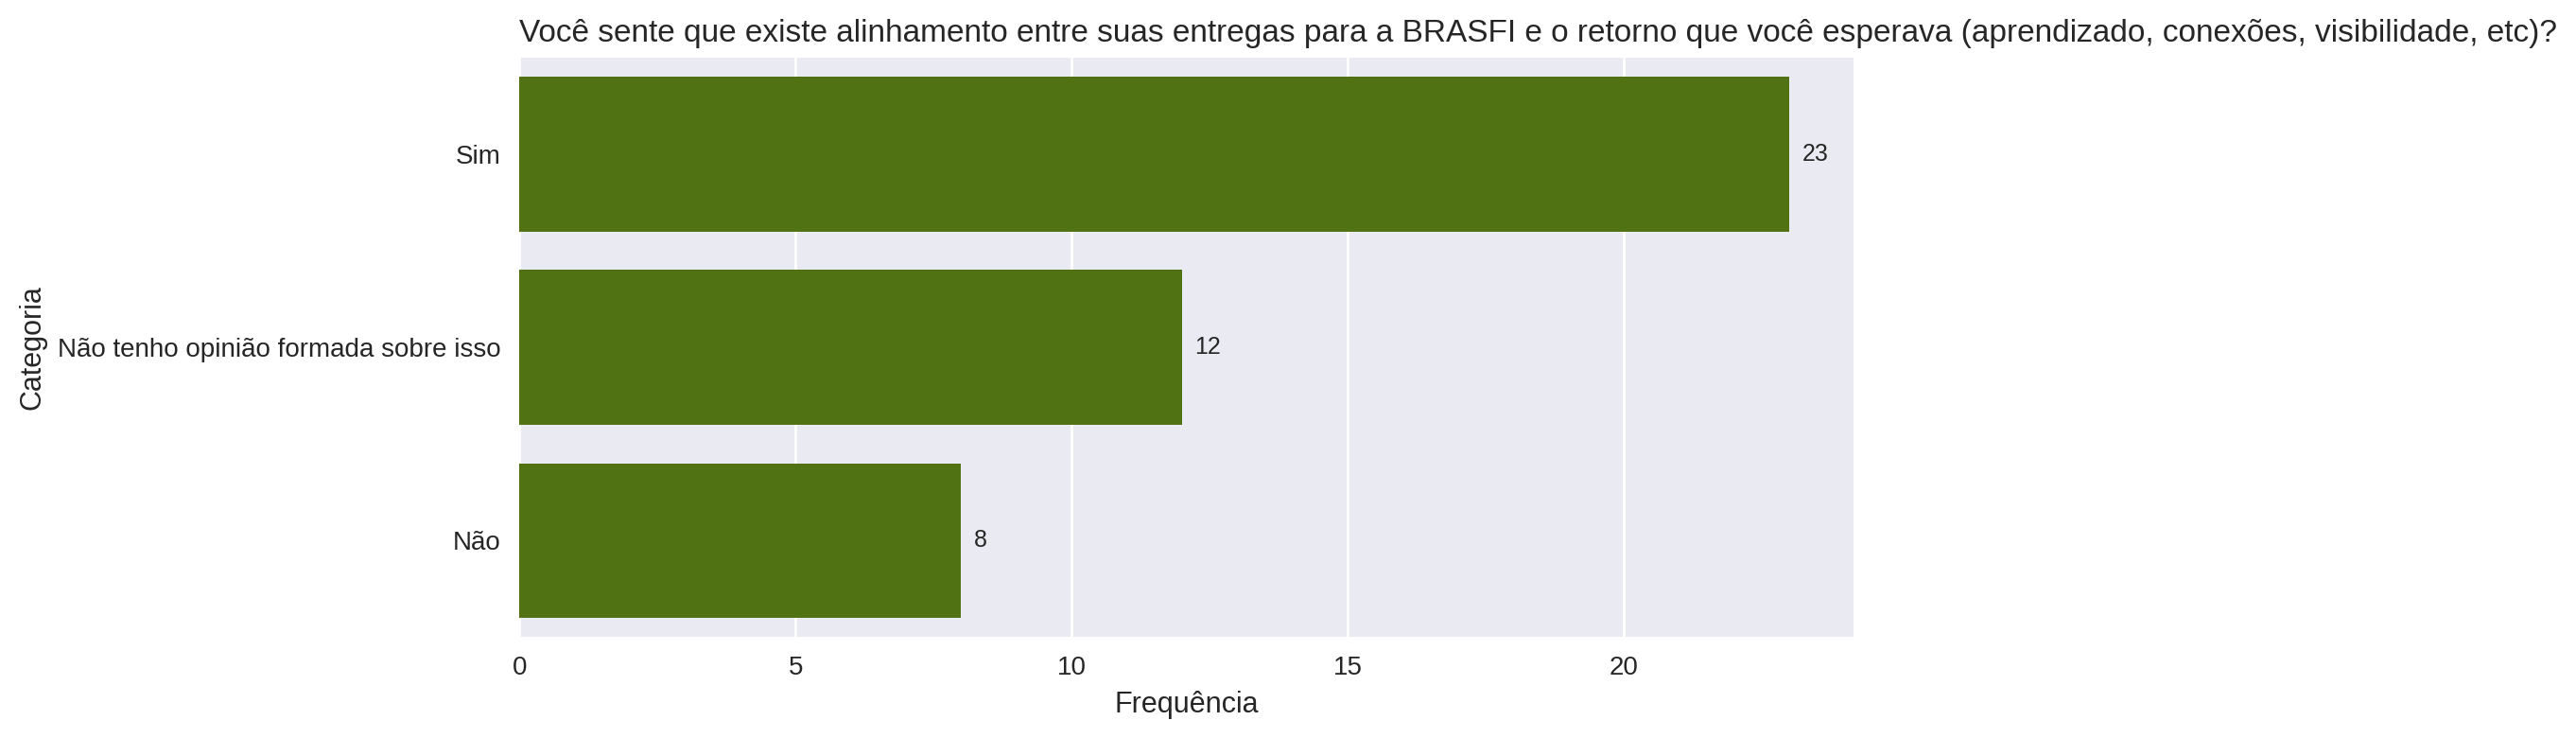 Você sente que existe alinhamento entre suas entregas para a BRASFI e o retorno que você esperava (aprendizado, conexões, visibilidade, etc)?
Categoria
Sim
23
Não tenho opinião formada sobre isso
12
Não
8
0 5 10 15 20
Frequência